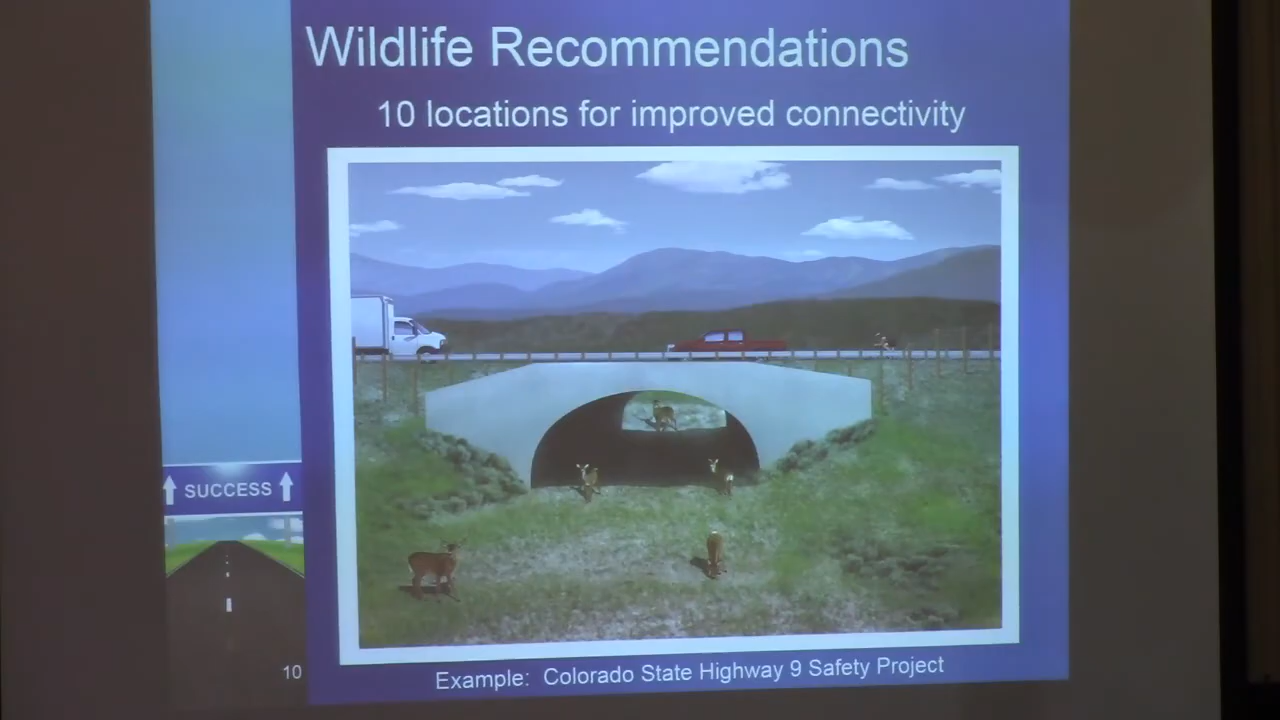 Wildlife Recommendations
10 locations for improved connectivity
SUCCESS
10
Example: Colorado State Highway 9 Safety Project